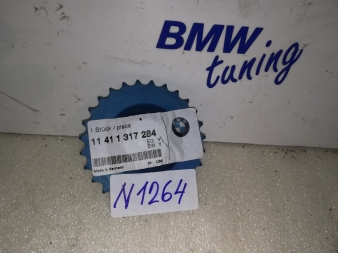 BMW
tuning
1 Stück / piece
11 41 1 317 284
Made in Germany
N1264